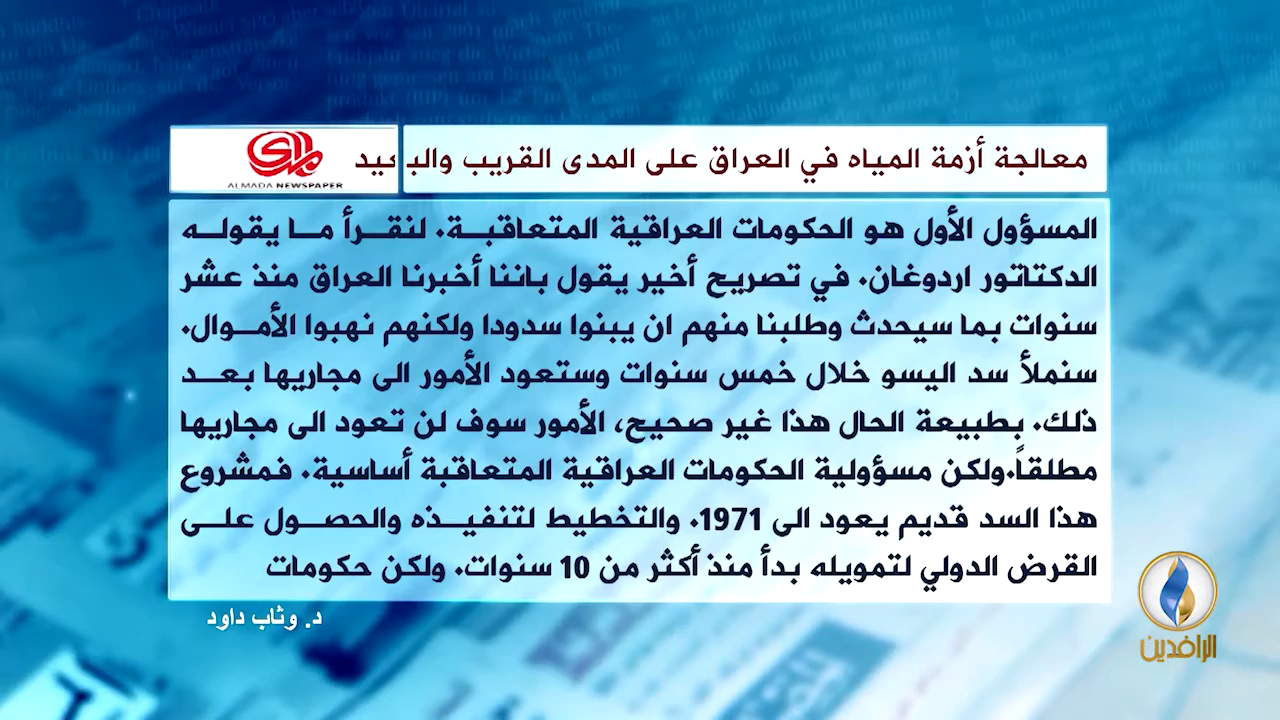 معالجة أزمة المياه في العراق على المدى القريب والبعيد
المدى
ALMADA NEWSPAPER
المسؤول الأول هو الحكومات العراقية المتعاقبة. لنقرأ ما يقوله
الدكتاتور اردوغان. في تصريح أخير يقول باننا أخبرنا العراق منذ عشر
سنوات بما سيحدث وطلبنا منهم ان يبنوا سدودا ولكنهم نهبوا الأموال.
سنملأ سد اليسو خلال خمس سنوات وستعود الأمور الى مجاريها بعد
ذلك. بطبيعة الحال هذا غير صحيح، الأمور سوف لن تعود الى مجاريها
مطلقاً.ولكن مسؤولية الحكومات العراقية المتعاقبة أساسية. فمشروع
هذا السد قديم يعود الى 1971. والتخطيط لتنفيذه والحصول على
القرض الدولي لتمويله بدأ منذ أكثر من 10 سنوات. ولكن حكومات
د. وثاب داود
الرافدين